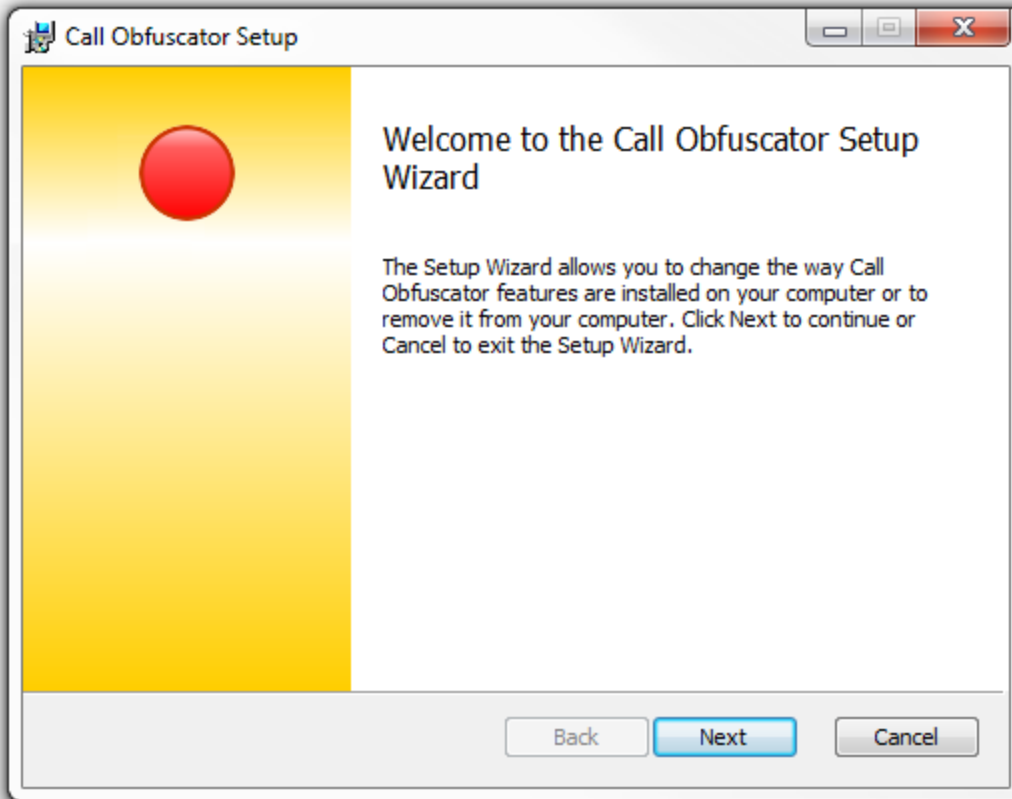 Call Obfuscator Setup
Welcome to the Call Obfuscator Setup
Wizard
The Setup Wizard allows you to change the way Call
Obfuscator features are installed on your computer or to
remove it from your computer. Click Next to continue or
Cancel to exit the Setup Wizard.
Back
Next
Cancel